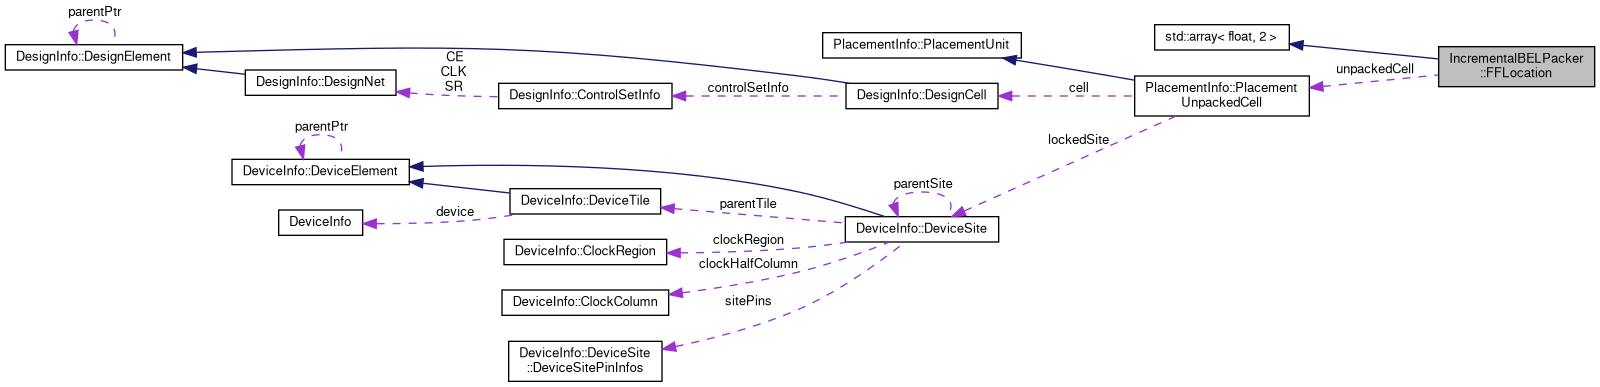 parentPtr
DesignInfo::DesignElement
DesignInfo::DesignNet
CE
CLK
SR
DesignInfo::ControlSetInfo
controlSetInfo
DesignInfo::DesignCell
cell
PlacementInfo::PlacementUnit
std::array< float, 2 >
PlacementInfo::Placement
UnpackedCell
unpackedCell
IncrementalBELPacker
::FFLocation
lockedSite
parentPtr
DeviceInfo::DeviceElement
DeviceInfo::DeviceTile
DeviceInfo
device
parentTile
parentSite
DeviceInfo::DeviceSite
DeviceInfo::ClockRegion
clockRegion
DeviceInfo::ClockColumn
clockHalfColumn
sitePins
DeviceInfo::DeviceSite
::DeviceSitePinInfos